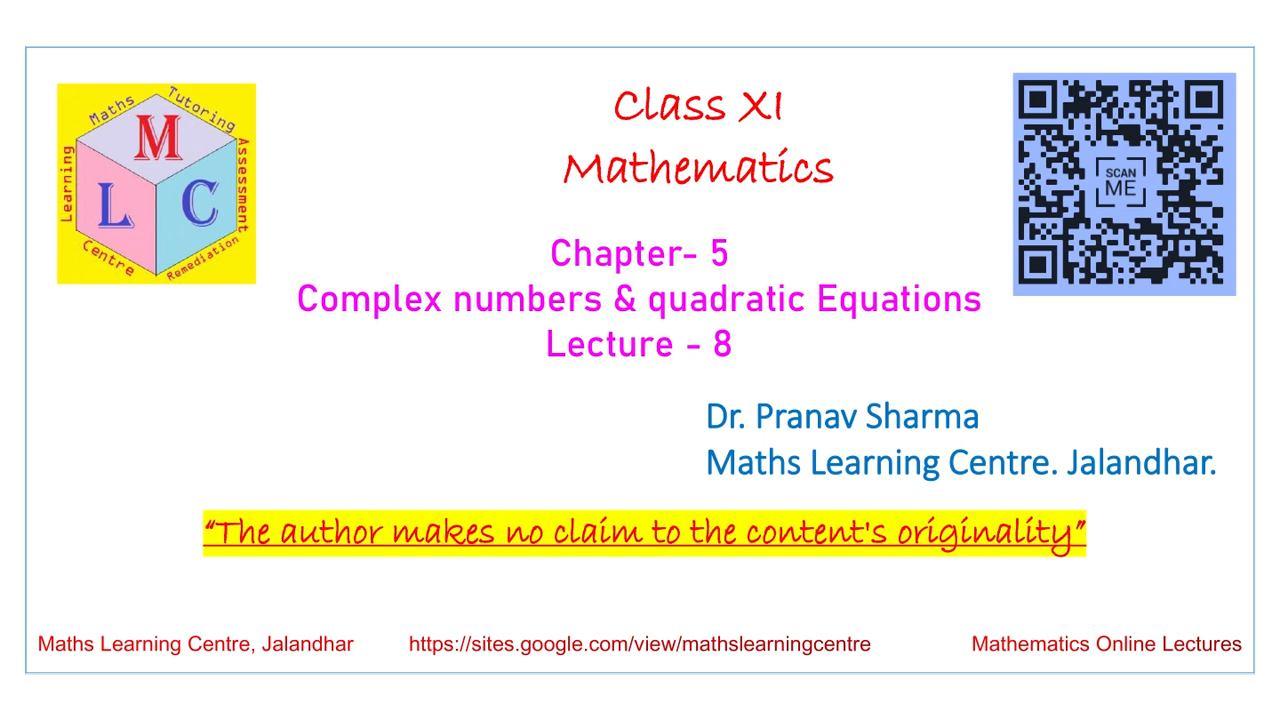 Maths Tutoring
Assessment
Learning
M
L C
Centre Remediation
Class XI
Mathematics
SCAN
ME
Chapter- 5
Complex numbers & quadratic Equations
Lecture - 8
Dr. Pranav Sharma
Maths Learning Centre. Jalandhar.
“The author makes no claim to the content's originality”
Maths Learning Centre, Jalandhar https://sites.google.com/view/mathslearningcentre Mathematics Online Lectures